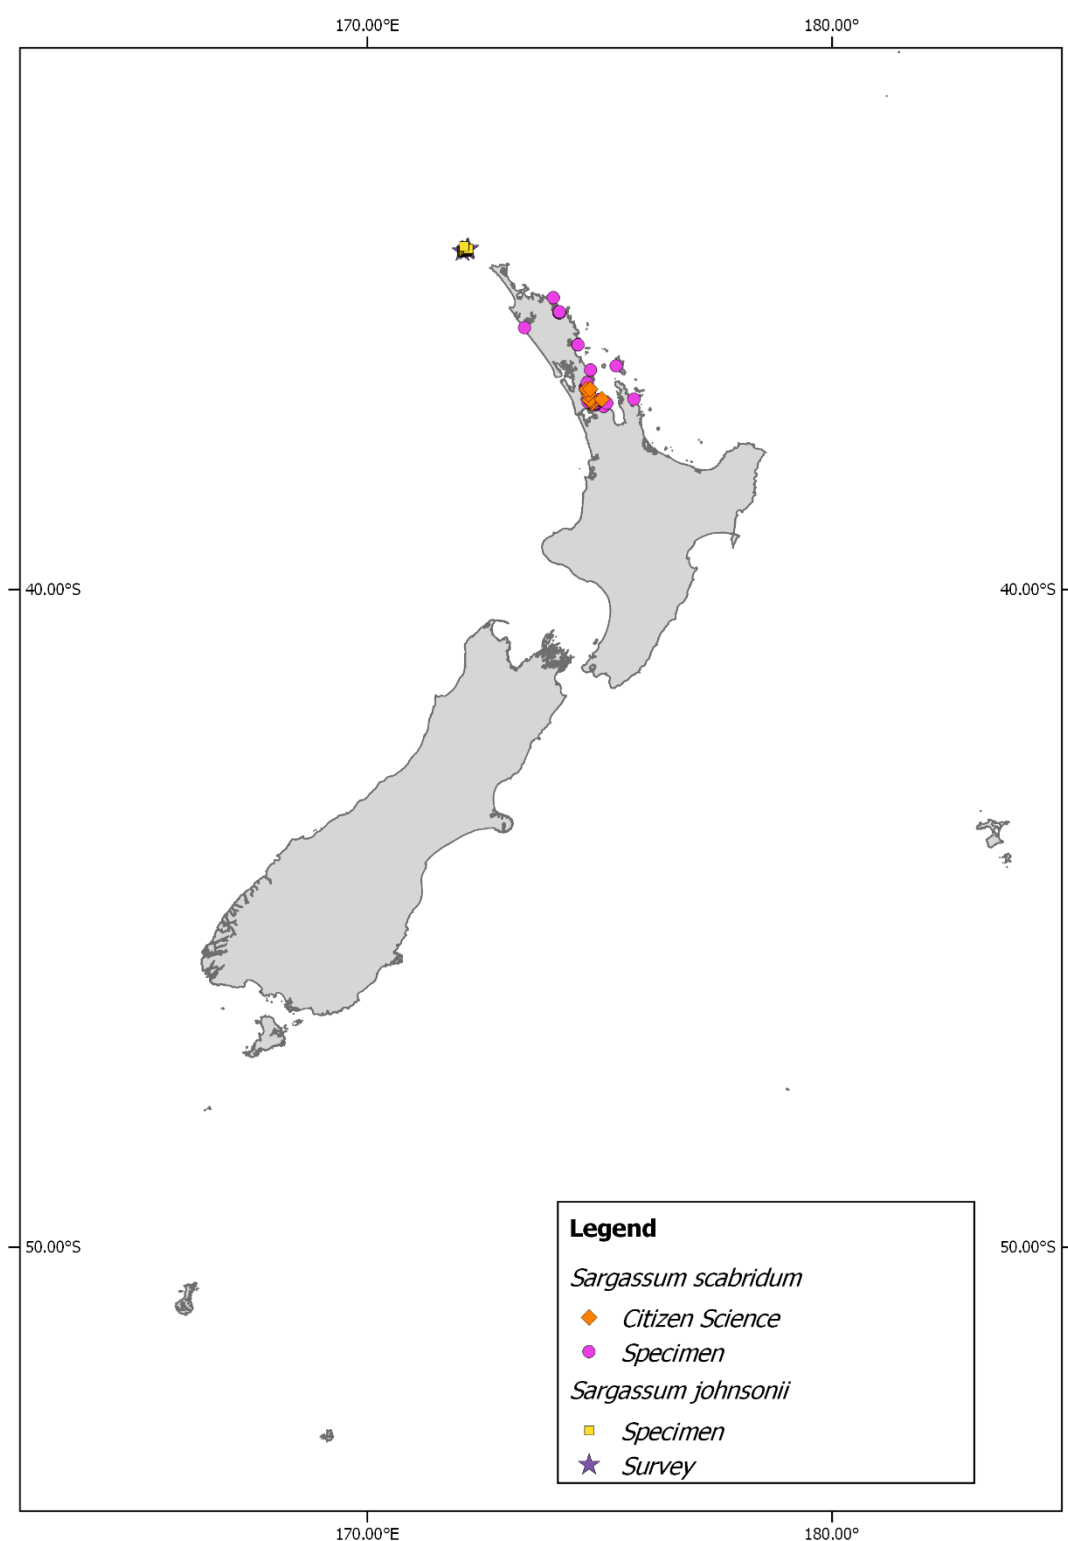 170.00°E 180.00°
40.00°S 40.00°S
50.00°S 50.00°S
Legend
Sargassum scabridum
Citizen Science
Specimen
Sargassum johnsonii
Specimen
Survey
170.00°E 180.00°